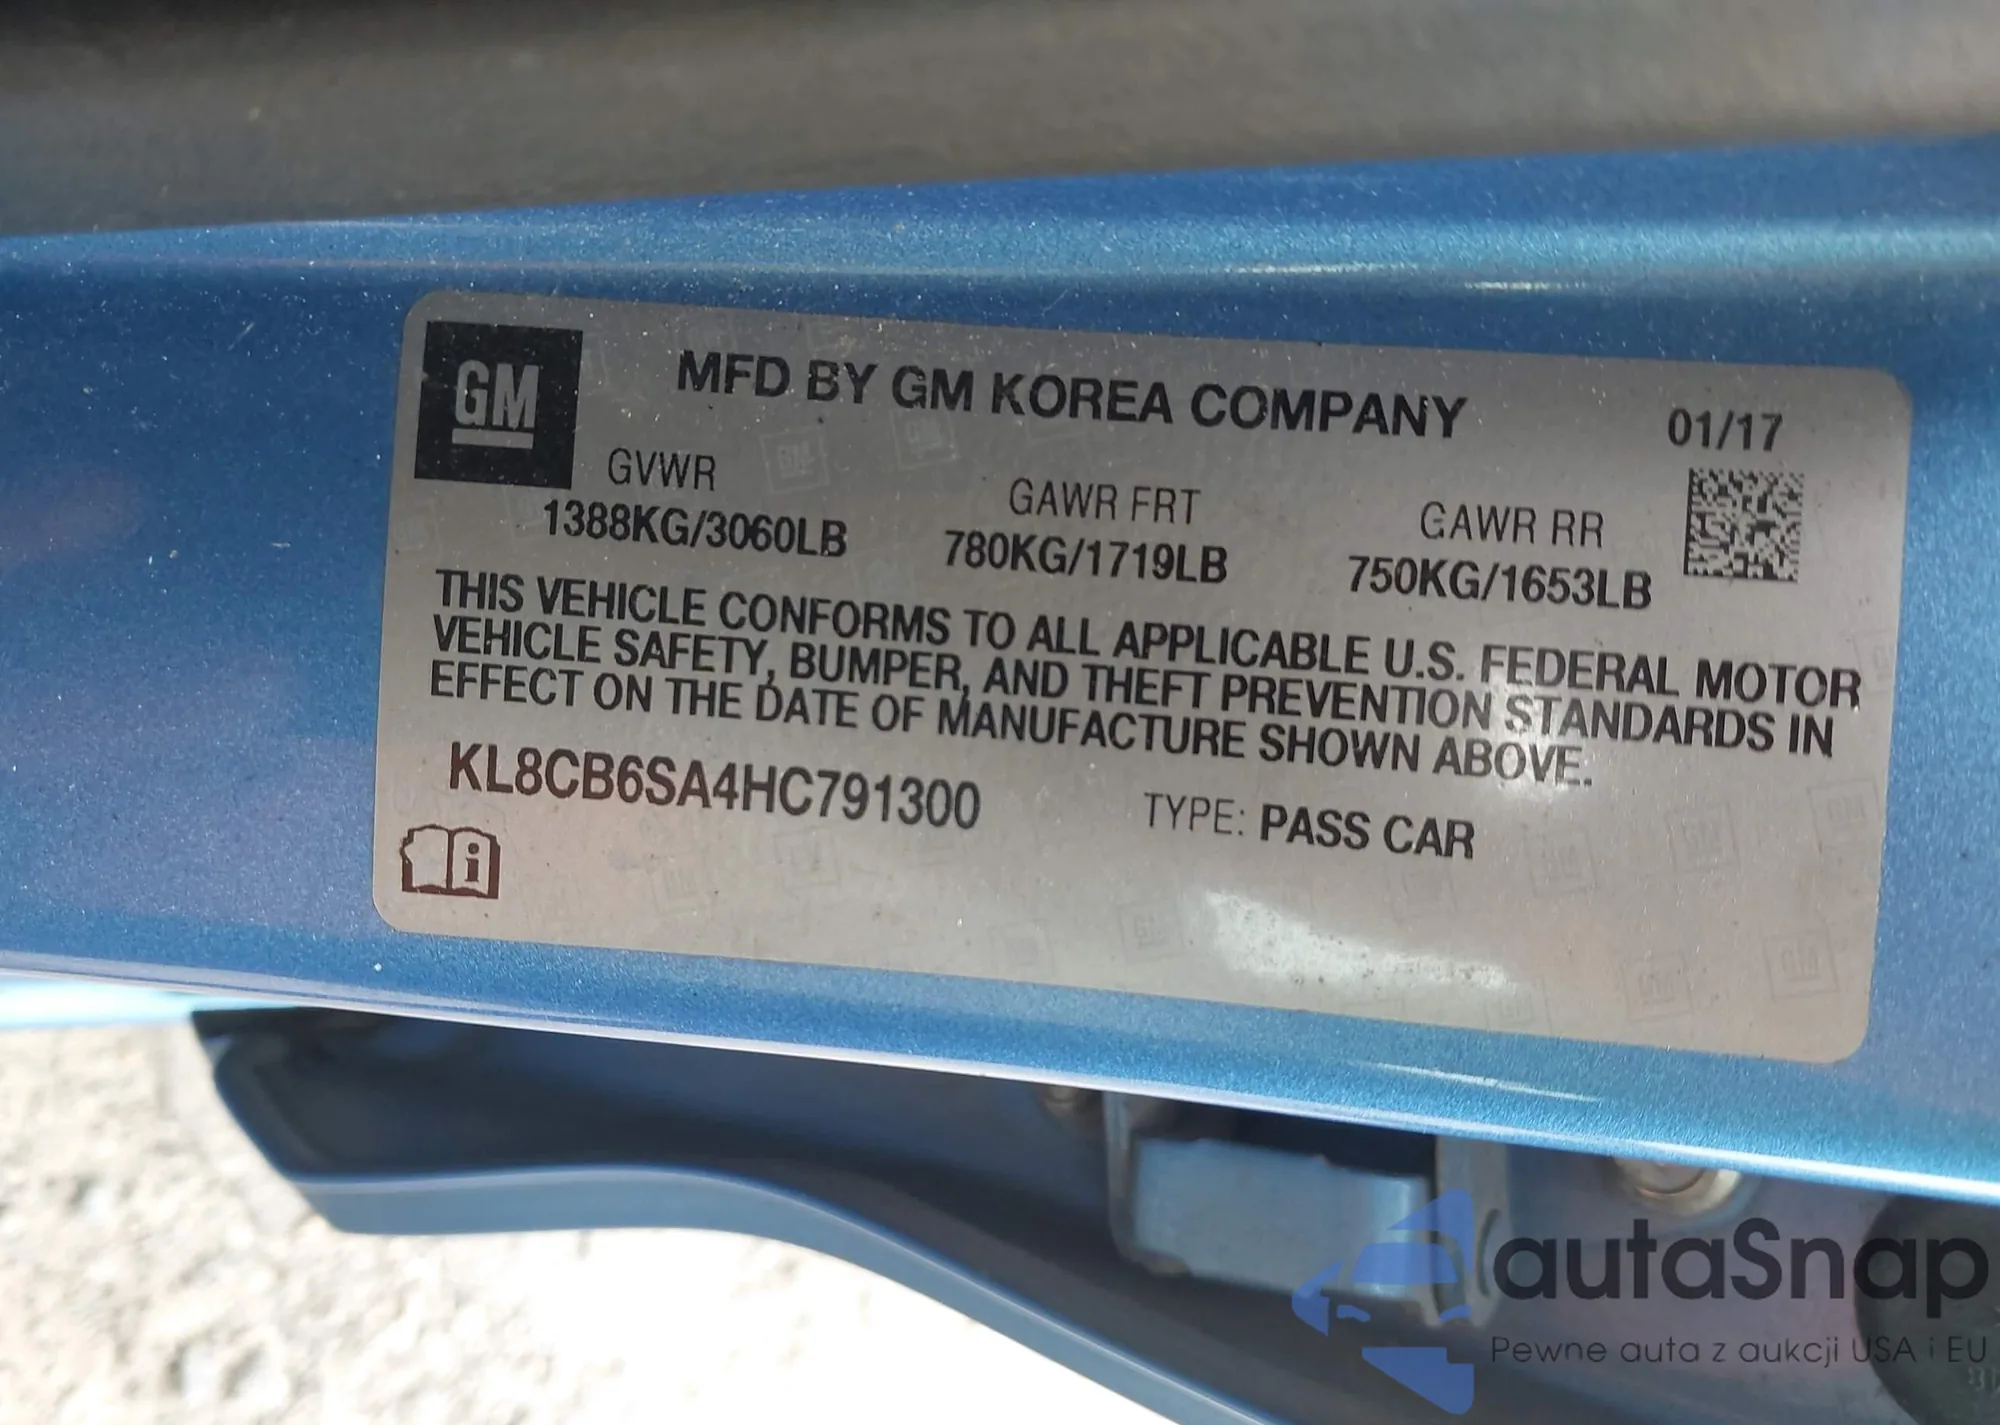 GM
MFD BY GM KOREA COMPANY
01/17
GVWR
1388KG/3060LB
GAWR FRT
780KG/1719LB
GAWR RR
750KG/1653LB
THIS VEHICLE CONFORMS TO ALL APPLICABLE U.S. FEDERAL MOTOR
VEHICLE SAFETY, BUMPER, AND THEFT PREVENTION STANDARDS IN
EFFECT ON THE DATE OF MANUFACTURE SHOWN ABOVE.
KL8CB6SA4HC791300
TYPE: PASS CAR
i
autaSnap
Pewne auta z aukcji USA i EU